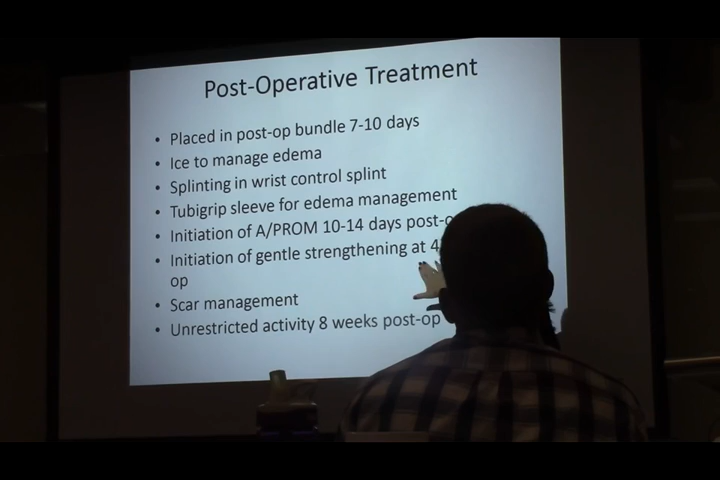 Post-Operative Treatment
• Placed in post-op bundle 7-10 days
• Ice to manage edema
• Splinting in wrist control splint
• Tubigrip sleeve for edema management
• Initiation of A/PROM 10-14 days
• Initiation of gentle strengthening at
op
• Scar management
• Unrestricted activity 8 weeks post-op